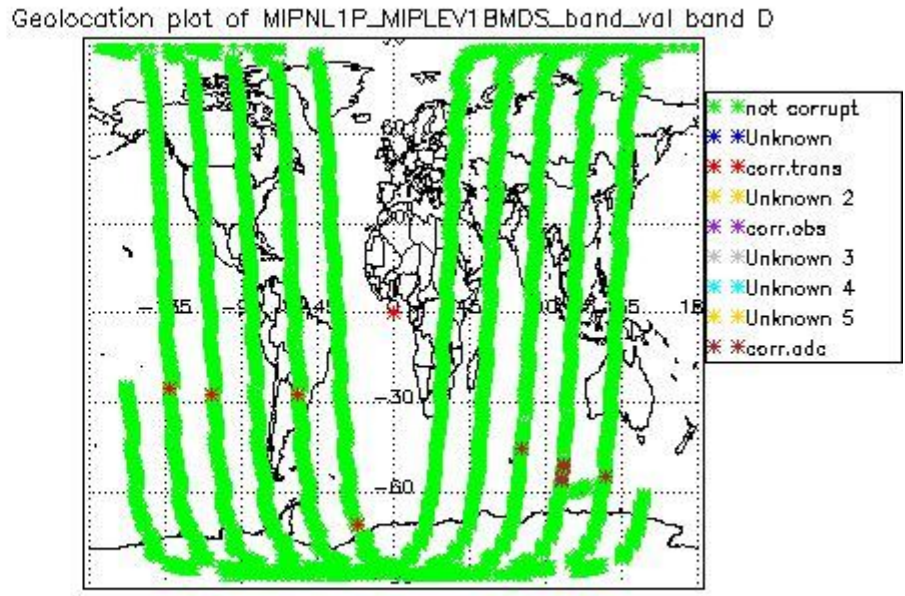 Geolocation plot of MIPNL1P_MIPLEV1BMDS_band_val band D
60
-30
-60
not corrupt
Unknown
corr.trans
Unknown 2
corr.obs
Unknown 3
Unknown 4
Unknown 5
corr.adc